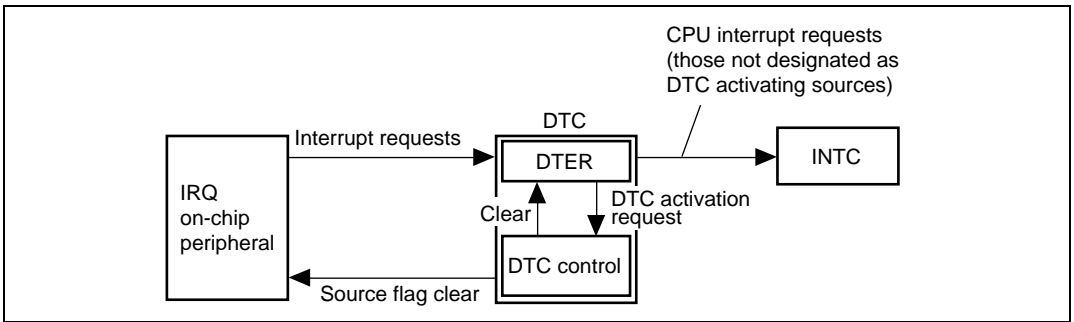 CPU interrupt requests
(those not designated as
DTC activating sources)
DTC
Interrupt requests
DTER
INTC
IRQ
on-chip
peripheral
Clear
DTC activation
request
DTC control
Source flag clear